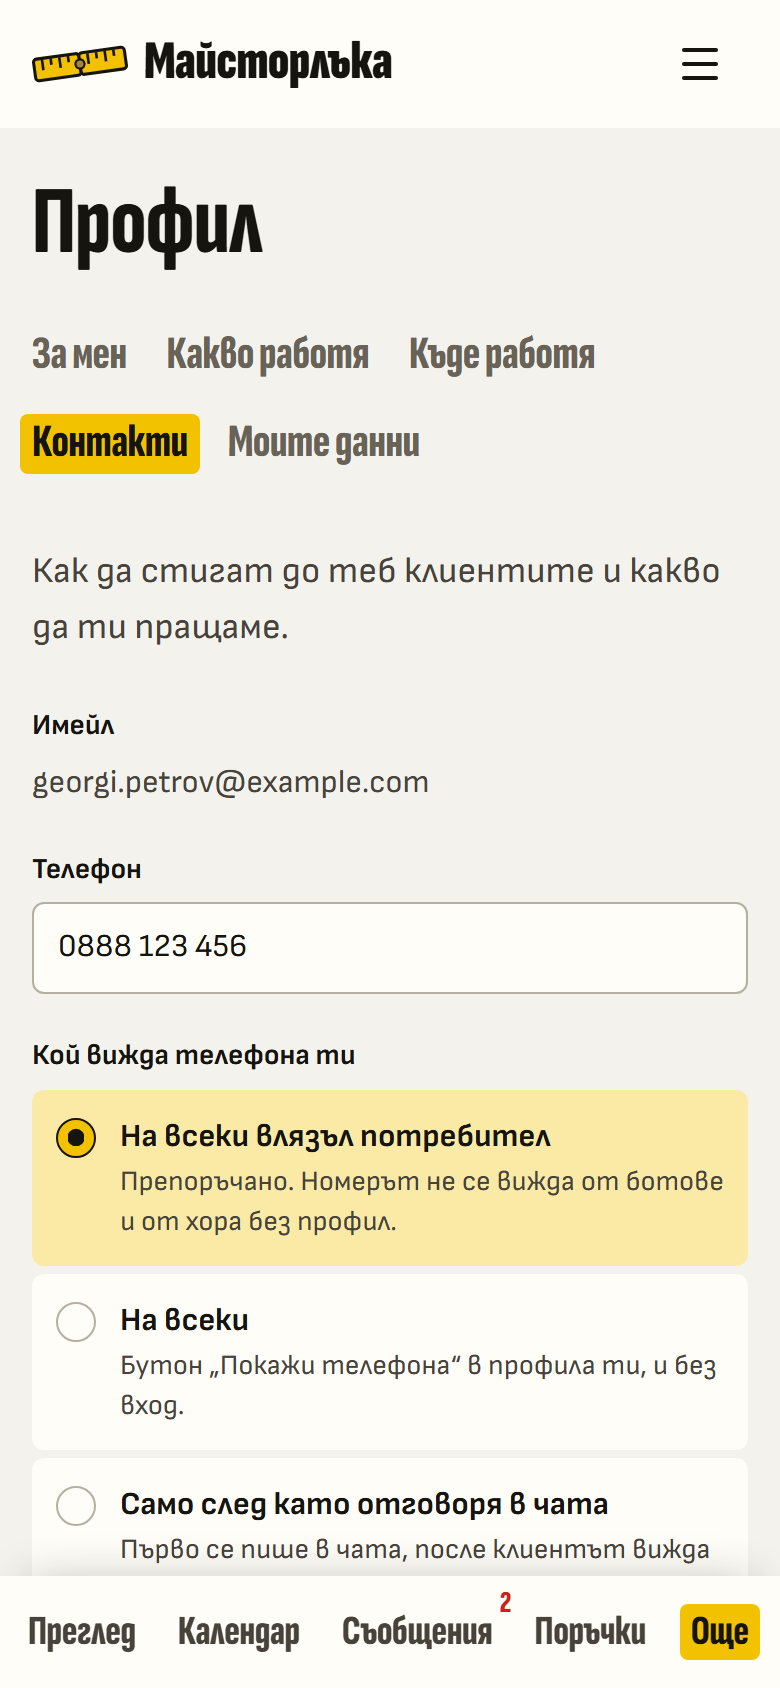 Майсторлъка
Профил
За мен Какво работя Къде работя
Контакти Моите данни
Как да стигат до теб клиентите и какво
да ти пращаме.
Имейл
georgi.petrov@example.com
Телефон
0888 123 456
Кой вижда телефона ти
На всеки влязъл потребител
Препоръчано. Номерът не се вижда от ботове
и от хора без профил.
На всеки
Бутон „Покажи телефона“ в профила ти, и без
вход.
Само след като отговоря в чата
Първо се пише в чата, после клиентът вижда
Преглед Календар Съобщения 2 Поръчки Още